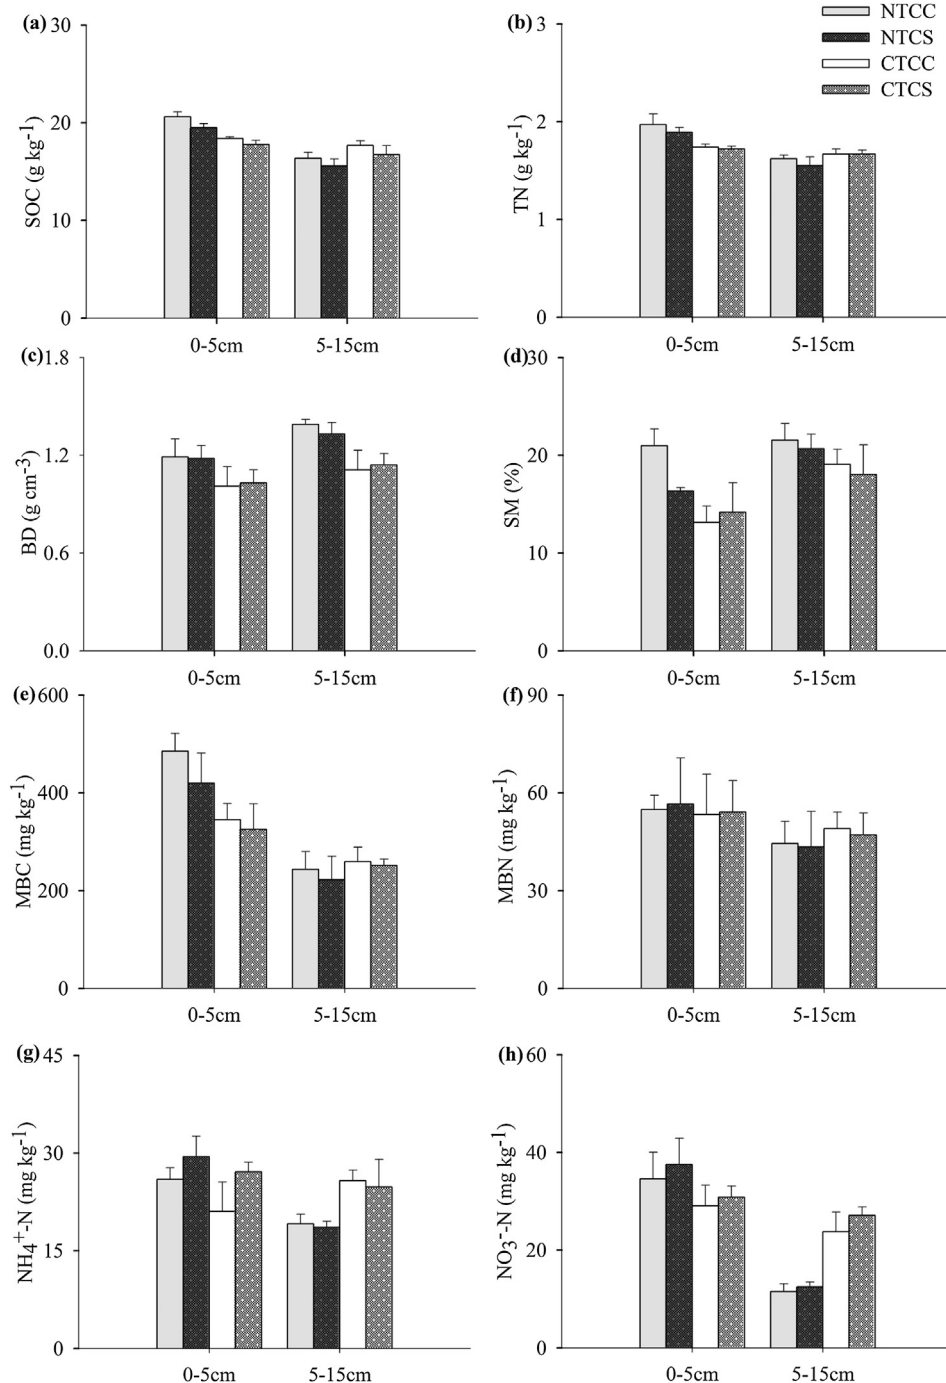 (a) 30
20
10
0
SOC (g kg-1)
0-5cm 5-15cm
(b) 3
2
1
0
TN (g kg-1)
0-5cm 5-15cm
NTCC
NTCS
CTCC
CTCS
(c) 1.8
1.2
0.6
0.0
BD (g cm-3)
0-5cm 5-15cm
(d) 30
20
10
0
SM (%)
0-5cm 5-15cm
(e) 600
400
200
0
MBC (mg kg-1)
0-5cm 5-15cm
(f) 90
60
30
0
MBN (mg kg-1)
0-5cm 5-15cm
(g) 45
30
15
0
NH4+-N (mg kg-1)
0-5cm 5-15cm
(h) 60
40
20
0
NO3--N (mg kg-1)
0-5cm 5-15cm